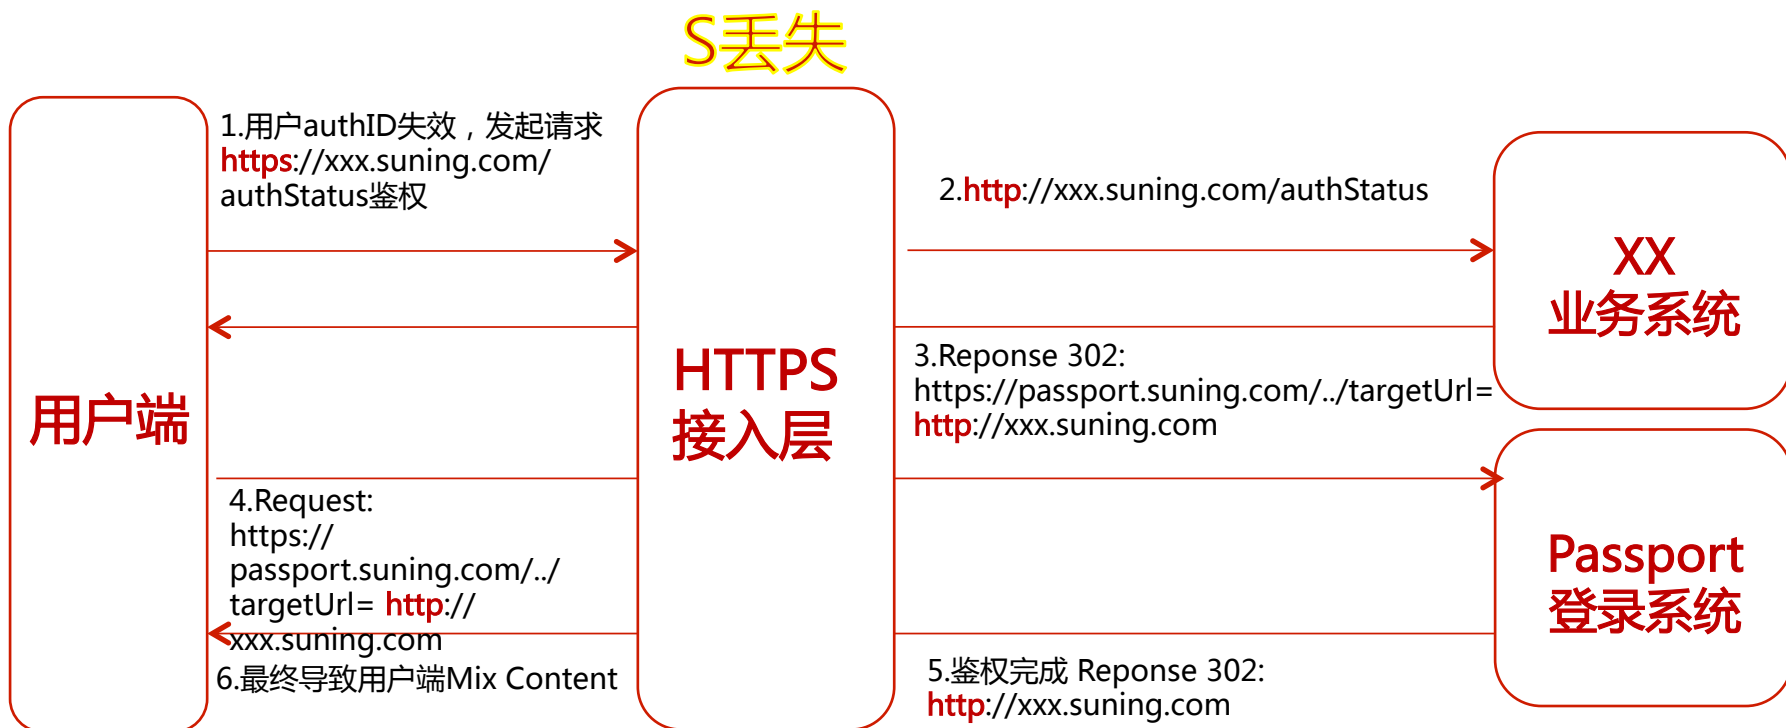 S丢失
1.用户authID失效，发起请求
https://xxx.suning.com/
authStatus鉴权
2.http://xxx.suning.com/authStatus
XX
业务系统
3.Reponse 302:
https://passport.suning.com/../targetUrl=
http://xxx.suning.com
HTTPS
接入层
用户端
4.Request:
https://
passport.suning.com/../
targetUrl= http://
xxx.suning.com
6.最终导致用户端Mix Content
Passport
登录系统
5.鉴权完成 Reponse 302:
http://xxx.suning.com